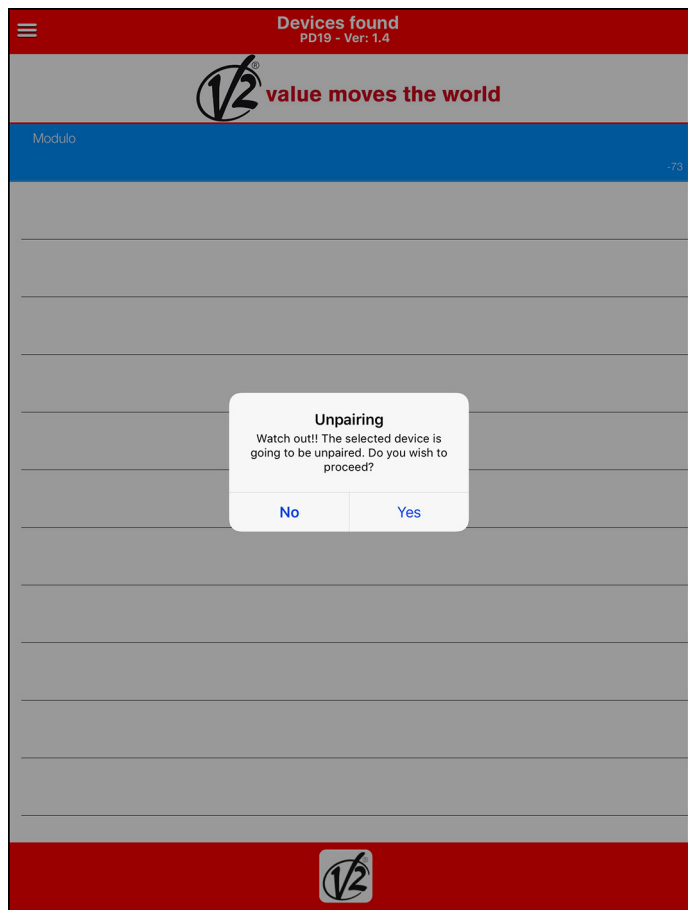 Devices found
PD19 - Ver: 1.4
V2® value moves the world
Modulo
-73
Unpairing
Watch out!! The selected device is
going to be unpaired. Do you wish to
proceed?
No Yes
V2®